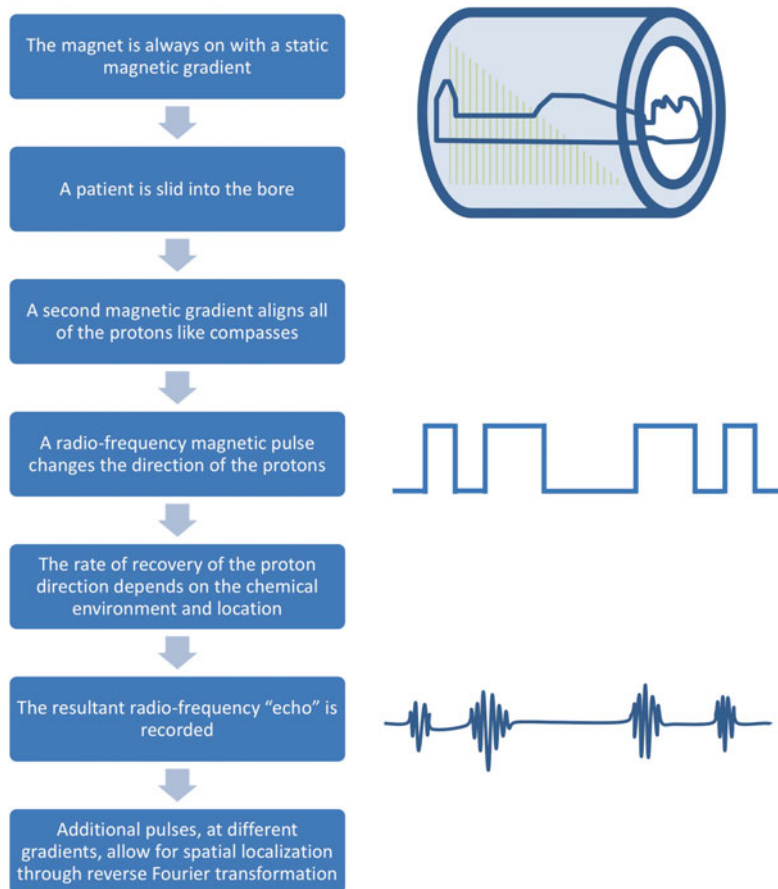 The magnet is always on with a static
magnetic gradient
A patient is slid into the bore
A second magnetic gradient aligns all
of the protons like compasses
A radio-frequency magnetic pulse
changes the direction of the protons
The rate of recovery of the proton
direction depends on the chemical
environment and location
The resultant radio-frequency “echo” is
recorded
Additional pulses, at different
gradients, allow for spatial localization
through reverse Fourier transformation